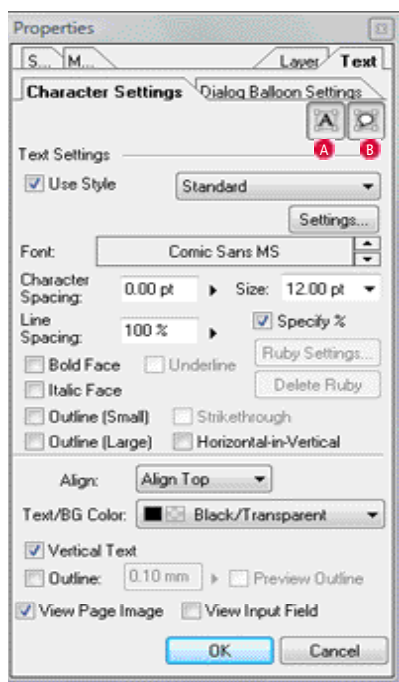 Properties
S... M... Layer Text
Character Settings Dialog Balloon Settings
A
A B
Text Settings
Use Style Standard
Settings...
Font: Comic Sans MS
Character Spacing: 0.00 pt Size: 12.00 pt
Line Spacing: 100 % Specify %
Bold Face Underline Ruby Settings...
Italic Face Delete Ruby
Outline (Small) Strikethrough
Outline (Large) Horizontal-in-Vertical
Align: Align Top
Text/BG Color: Black/Transparent
Vertical Text
Outline: 0.10 mm Preview Outline
View Page Image View Input Field
OK Cancel